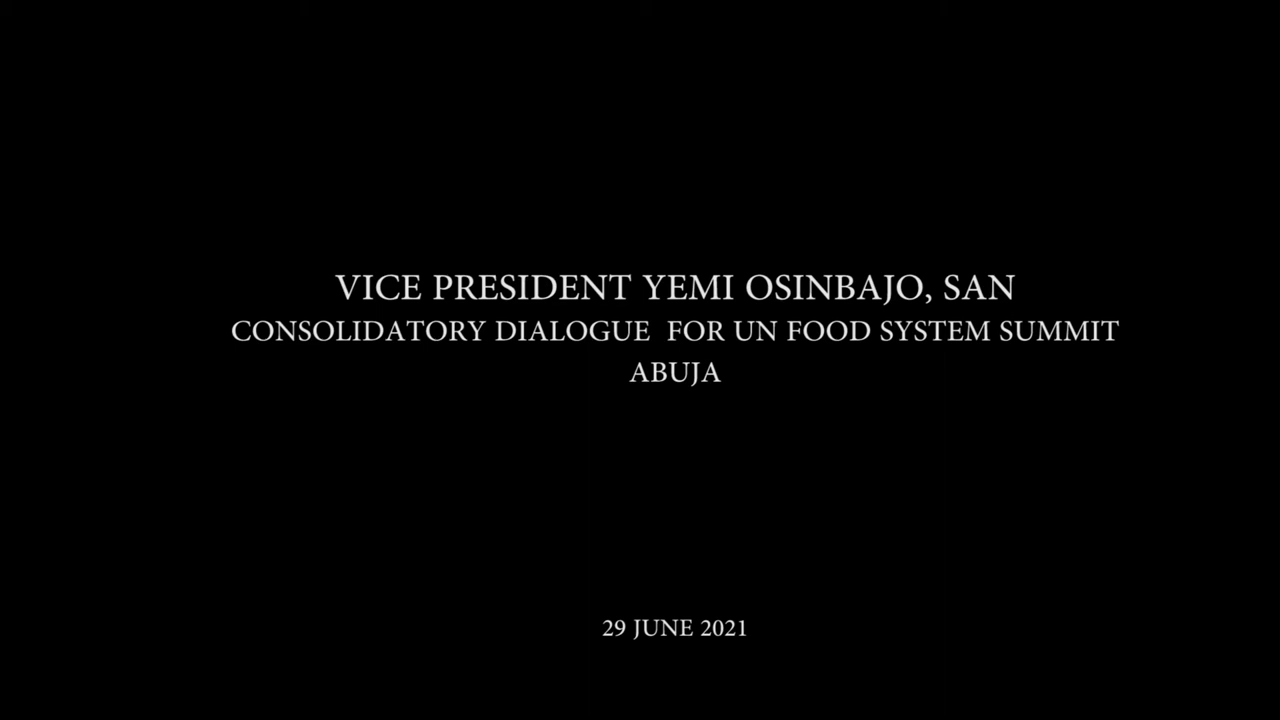 VICE PRESIDENT YEMI OSINBAJO, SAN
CONSOLIDATORY DIALOGUE  FOR UN FOOD SYSTEM SUMMIT
ABUJA
29 JUNE 2021